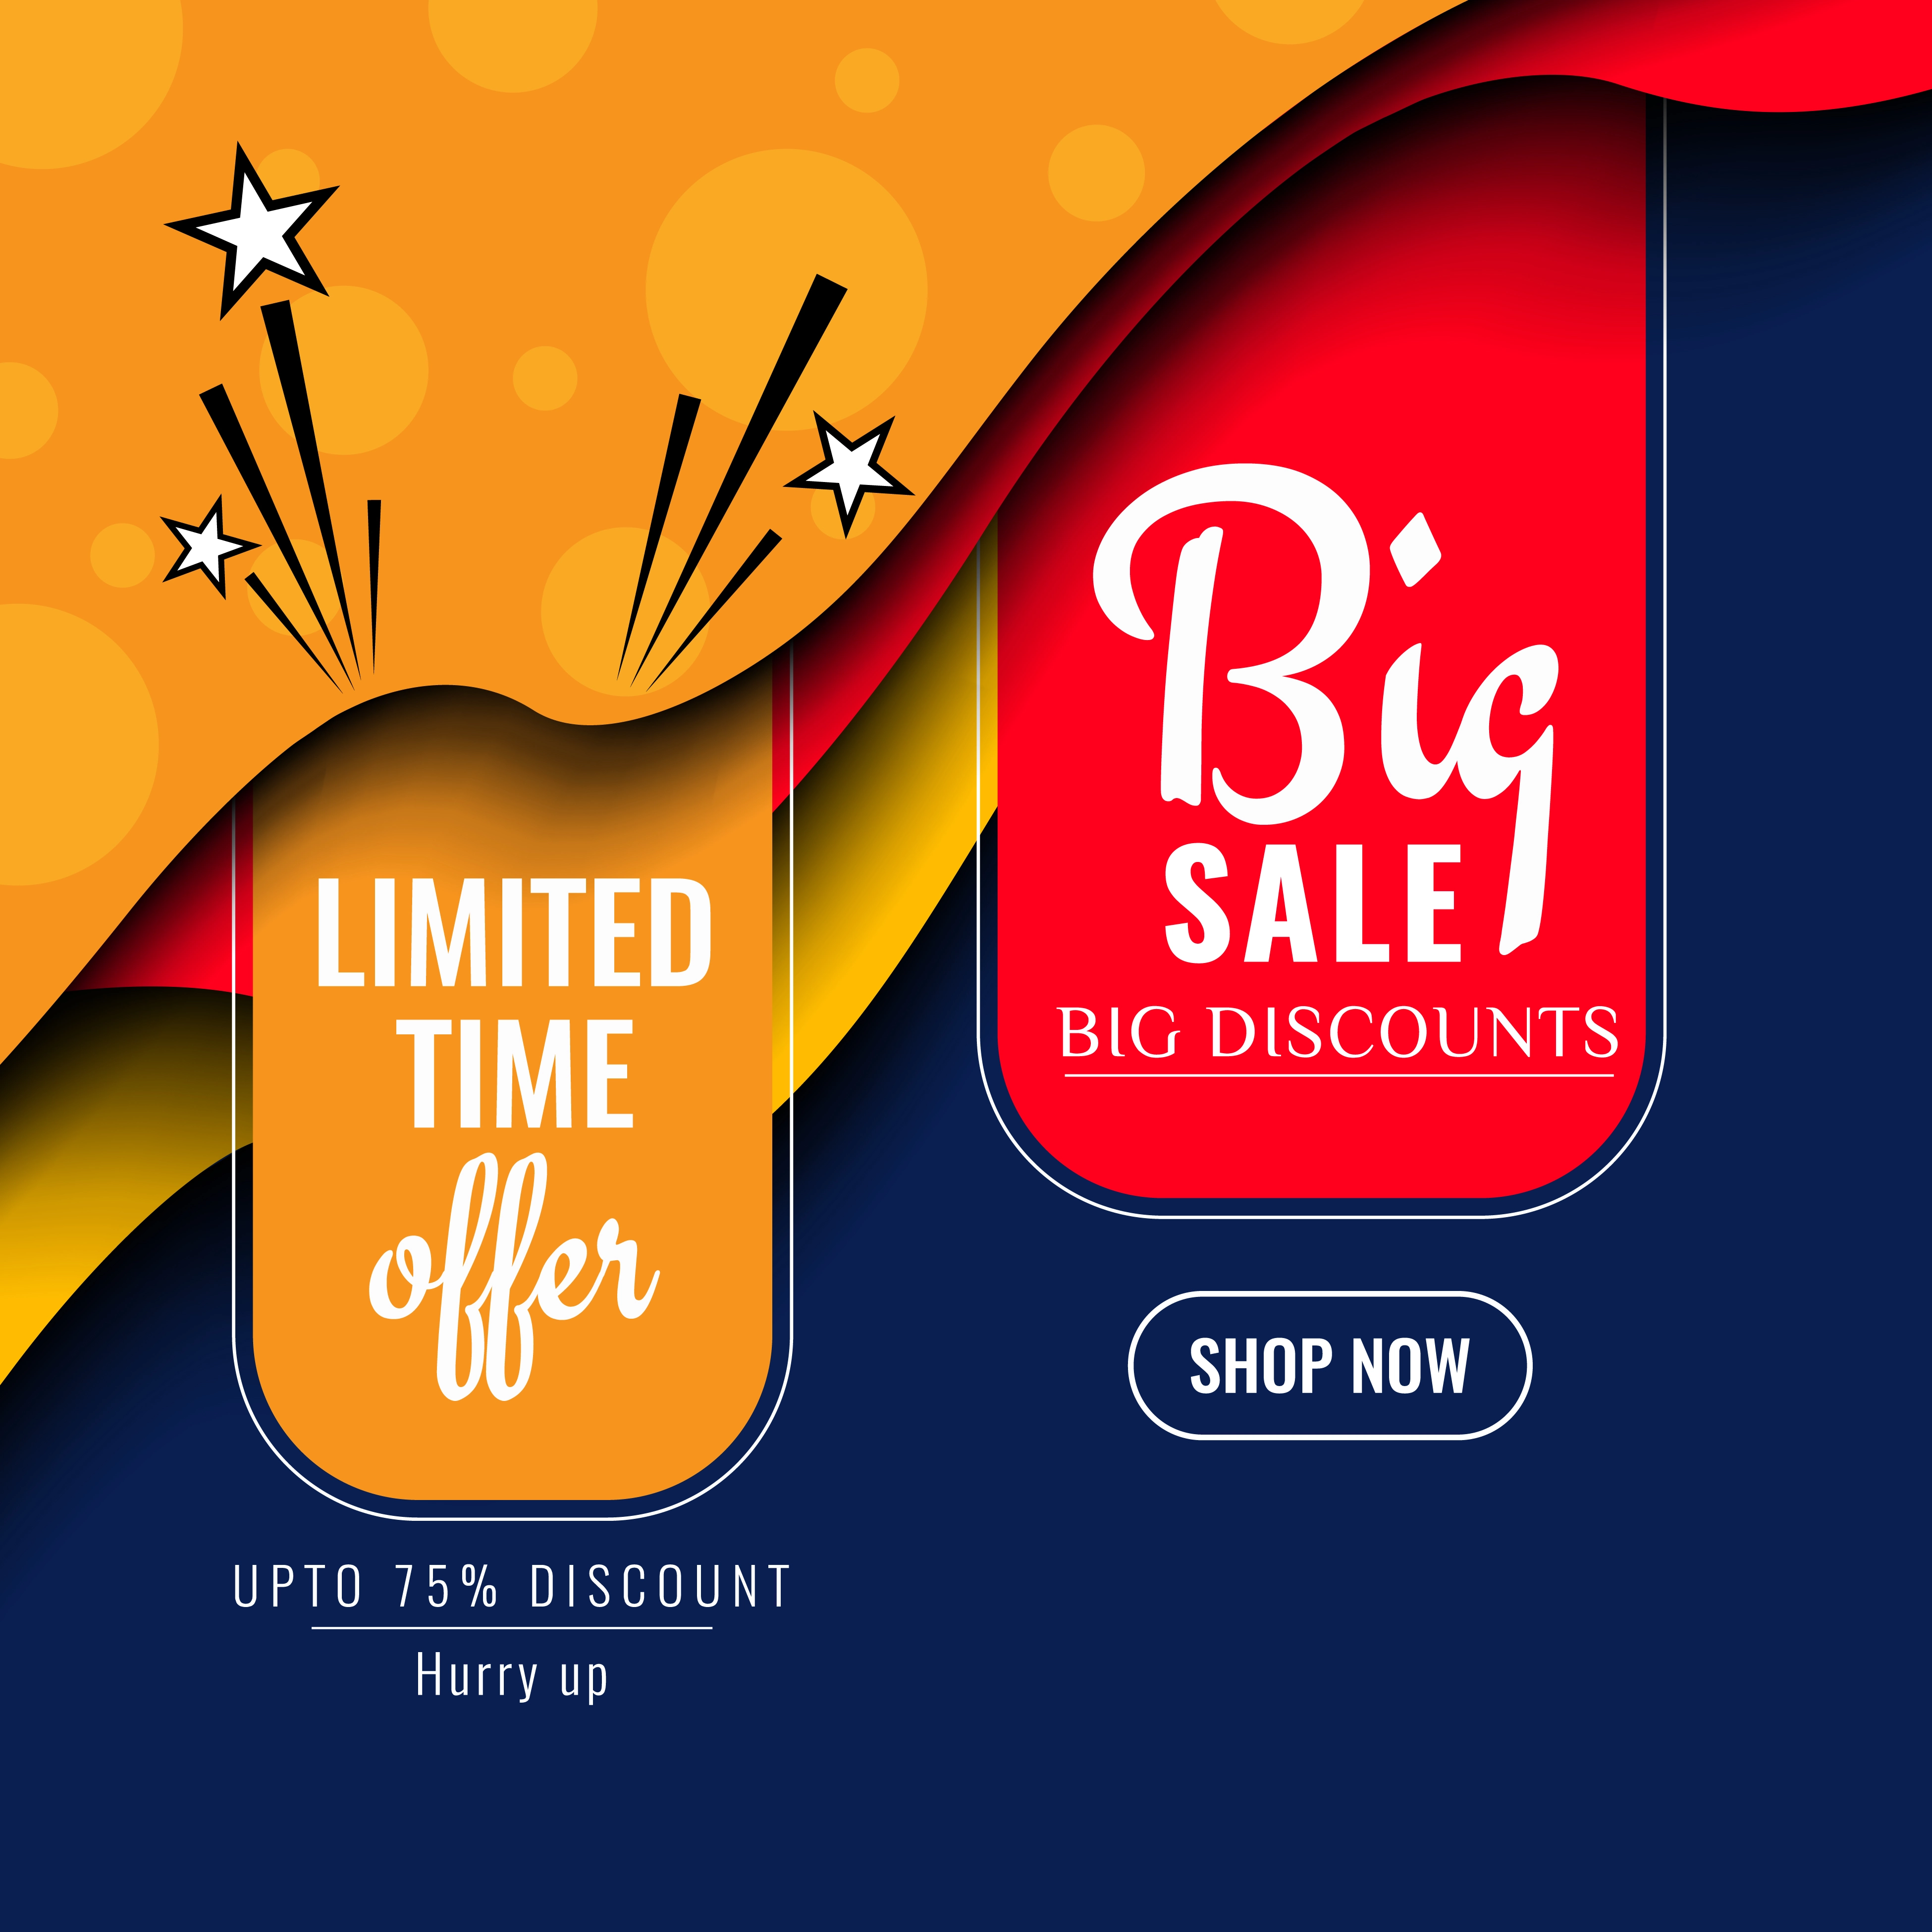 LIMITED
TIME
offer
UPTO 75% DISCOUNT
Hurry up
Big
SALE
BIG DISCOUNTS
SHOP NOW